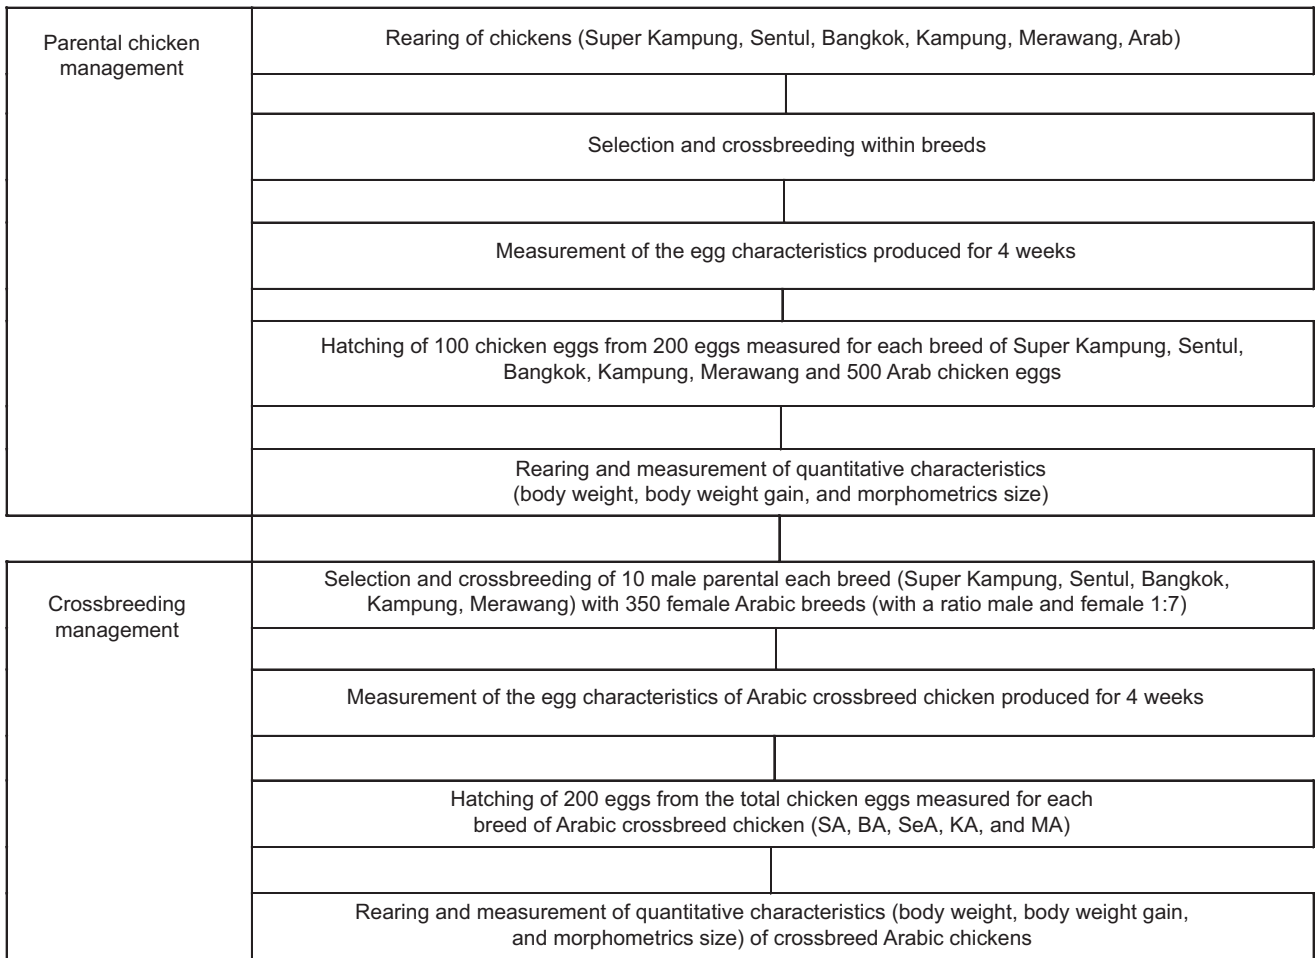 Parental chicken
management
Rearing of chickens (Super Kampung, Sentul, Bangkok, Kampung, Merawang, Arab)
Selection and crossbreeding within breeds
Measurement of the egg characteristics produced for 4 weeks
Hatching of 100 chicken eggs from 200 eggs measured for each breed of Super Kampung, Sentul,
Bangkok, Kampung, Merawang and 500 Arab chicken eggs
Rearing and measurement of quantitative characteristics
(body weight, body weight gain, and morphometrics size)
Crossbreeding
management
Selection and crossbreeding of 10 male parental each breed (Super Kampung, Sentul, Bangkok,
Kampung, Merawang) with 350 female Arabic breeds (with a ratio male and female 1:7)
Measurement of the egg characteristics of Arabic crossbreed chicken produced for 4 weeks
Hatching of 200 eggs from the total chicken eggs measured for each
breed of Arabic crossbreed chicken (SA, BA, SeA, KA, and MA)
Rearing and measurement of quantitative characteristics (body weight, body weight gain,
and morphometrics size) of crossbreed Arabic chickens